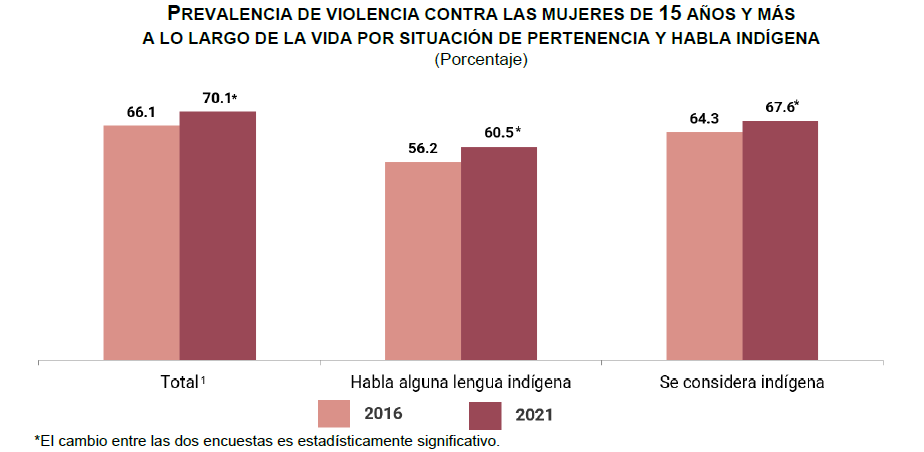 PREVALENCIA DE VIOLENCIA CONTRA LAS MUJERES DE 15 AÑOS Y MÁS
A LO LARGO DE LA VIDA POR SITUACIÓN DE PERTENENCIA Y HABLA INDÍGENA
(Porcentaje)
66.1 70.1* 56.2 60.5* 64.3 67.6*
Total¹ Habla alguna lengua indígena Se considera indígena
2016 2021
*El cambio entre las dos encuestas es estadísticamente significativo.